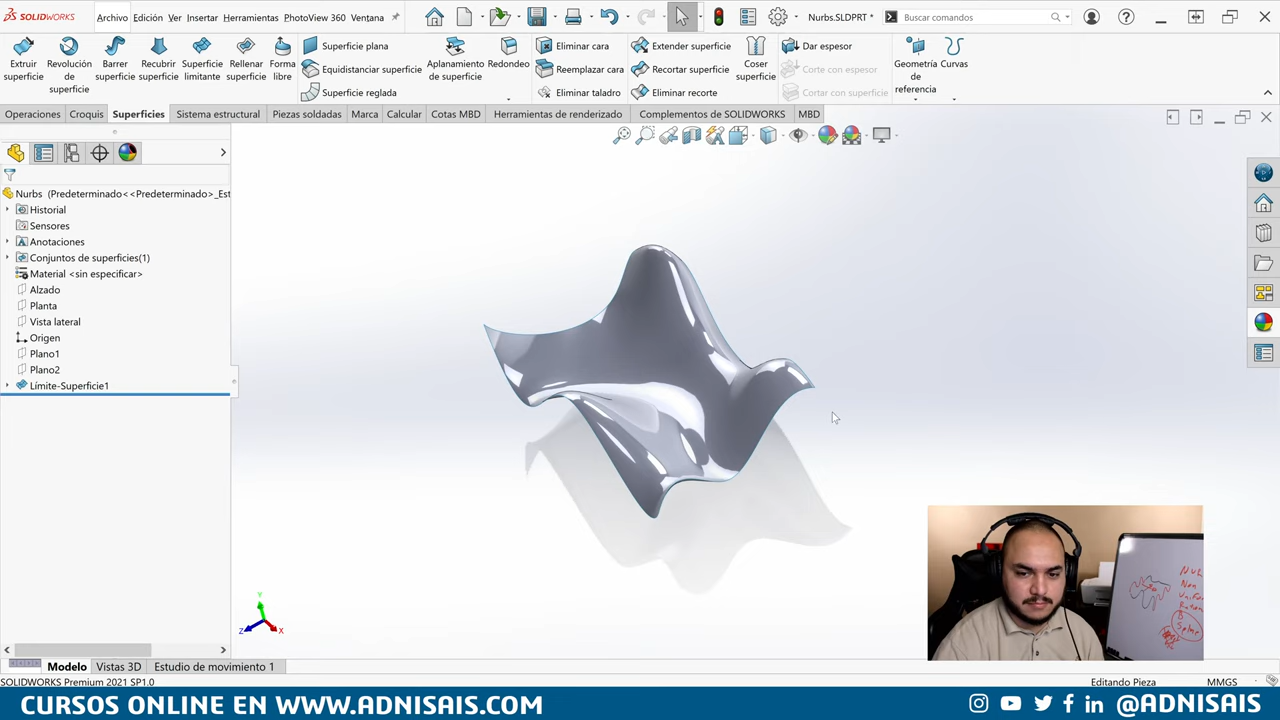 SOLIDWORKS Archivo Edición Ver Insertar Herramientas PhotoView 360 Ventana Nurbs.SLDPRT * Buscar comandos
Extruir superficie
Revolución de superficie
Barrer superficie
Recubrir superficie
Superficie limitante
Rellenar superficie
Forma libre
Superficie plana
Equidistanciar superficie
Superficie reglada
Aplanamiento de superficie
Redondeo
Eliminar cara
Reemplazar cara
Eliminar taladro
Extender superficie
Recortar superficie
Eliminar recorte
Coser superficie
Dar espesor
Corte con espesor
Cortar con superficie
Geometría de referencia
Curvas
Operaciones Croquis Superficies Sistema estructural Piezas soldadas Marca Calcular Cotas MBD Herramientas de renderizado Complementos de SOLIDWORKS MBD
Nurbs (Predeterminado<<Predeterminado>_Est
Historial
Sensores
Anotaciones
Conjuntos de superficies(1)
Material <sin especificar>
Alzado
Planta
Vista lateral
Origen
Plano1
Plano2
Límite-Superficie1
Y
Z
X
Modelo Vistas 3D Estudio de movimiento 1
SOLIDWORKS Premium 2021 SP1.0 Editando Pieza MMGS
CURSOS ONLINE EN WWW.ADNISAIS.COM @ADNISAIS